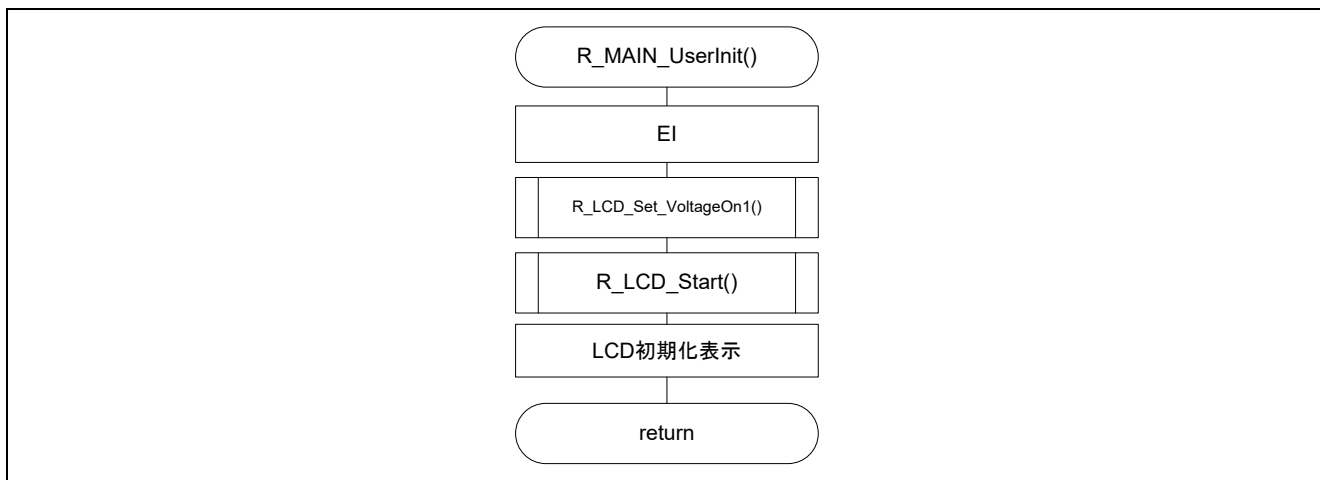 R_MAIN_UserInit()
EI
R_LCD_Set_VoltageOn1()
R_LCD_Start()
LCD初期化表示
return